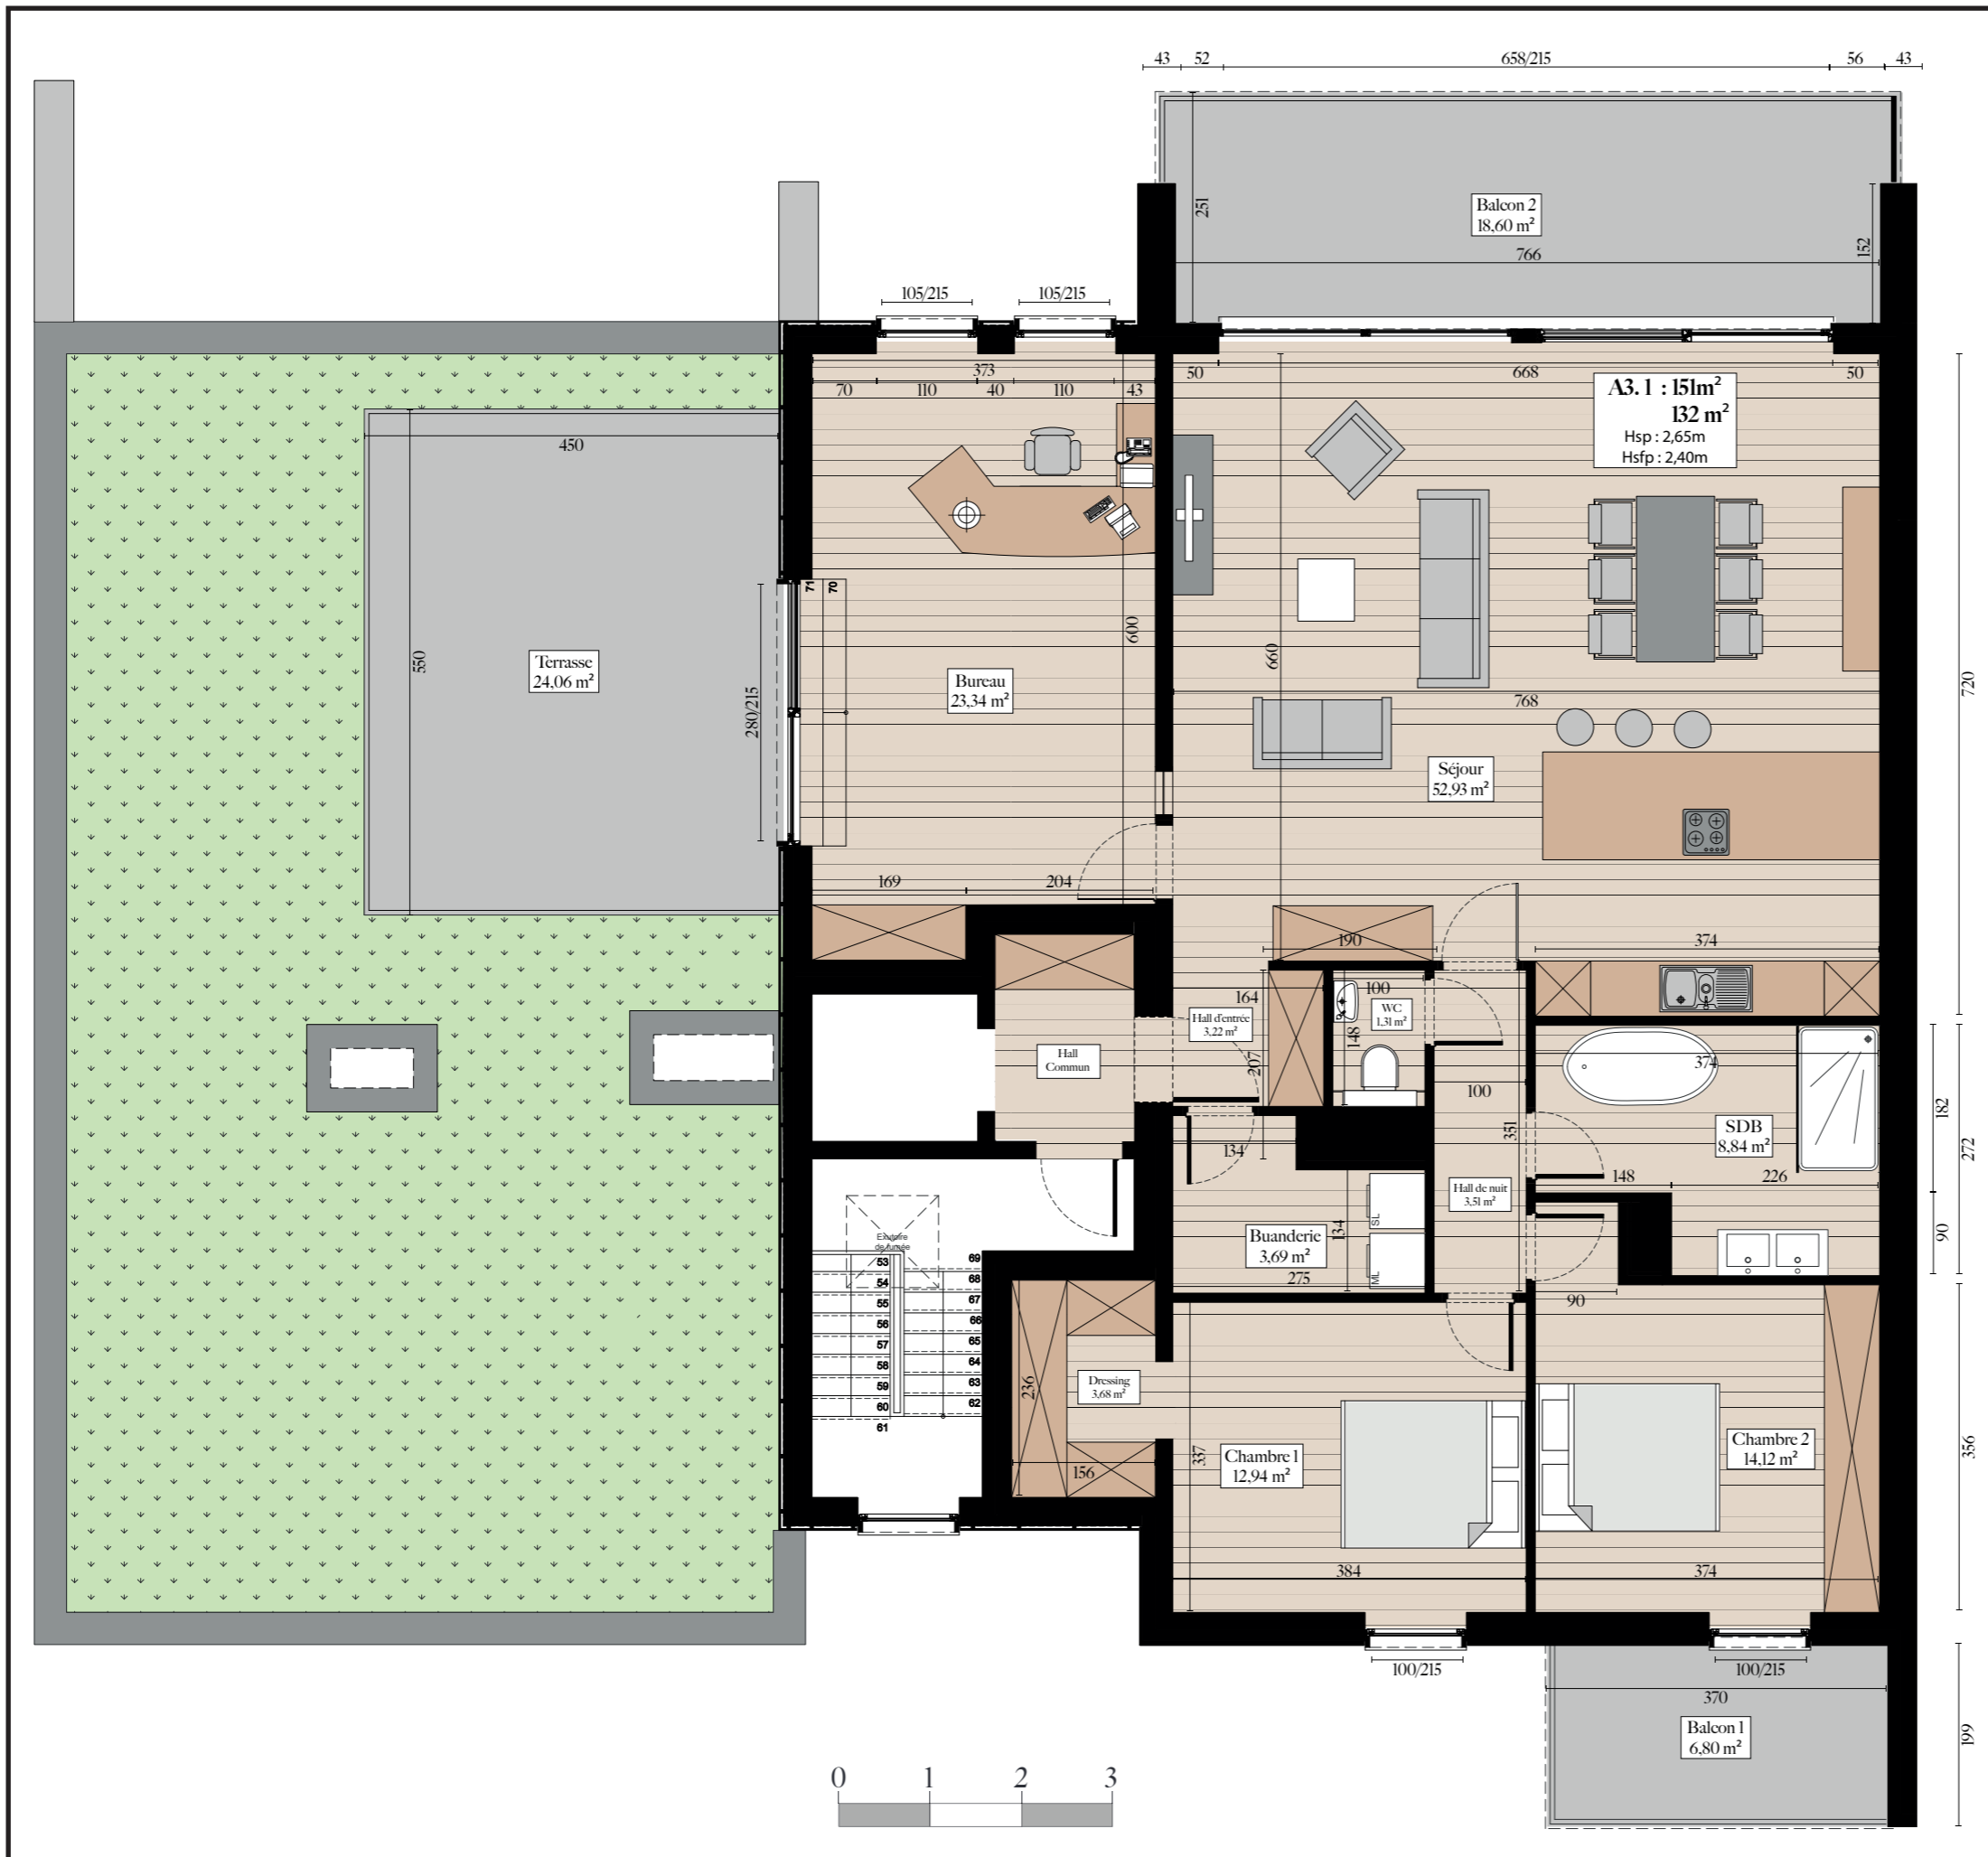 43 52 658/215 56 43
251
Balcon 2
18,60 m²
766
152
105/215 105/215
373
70 110 40 110 43
50 668 50
A3. 1 : 151m²
132 m²
Hsp : 2,65m
Hsfp : 2,40m
450
550
Terrasse
24,06 m²
280/215
71 70
600
Bureau
23,34 m²
660
768
720
Séjour
52,93 m²
169 204
190
374
164
100
WC
1,31 m²
148
Hall d'entrée
3,22 m²
207
Hall
Commun
100
374
351
SDB
8,84 m²
182
272
134
148 226
Hall de nuit
3,51 m²
90
SL
134
Buanderie
3,69 m²
ML
275
90
Exutoire
de fumée
53
54
55
56
57
58
59
60
61
69
68
67
66
65
64
63
62
236
Dressing
3,68 m²
156
337
Chambre 1
12,94 m²
384
Chambre 2
14,12 m²
374
356
100/215 100/215
370
Balcon 1
6,80 m²
199
0 1 2 3